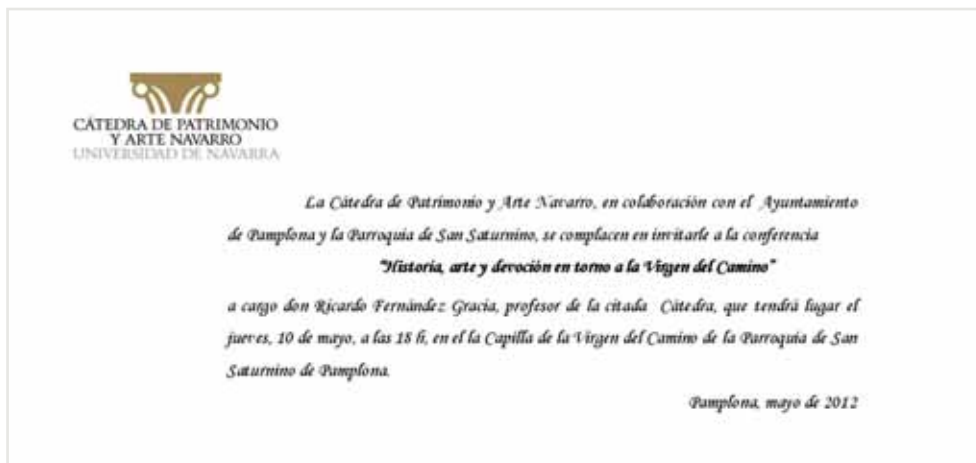 CÁTEDRA DE PATRIMONIO
Y ARTE NAVARRO
UNIVERSIDAD DE NAVARRA
La Cátedra de Patrimonio y Arte Navarro, en colaboración con el Ayuntamiento
de Pamplona y la Parroquia de San Saturnino, se complacen en invitarle a la conferencia
"Historia, arte y devoción en torno a la Virgen del Camino"
a cargo don Ricardo Fernández Gracia, profesor de la citada Cátedra, que tendrá lugar el
jueves, 10 de mayo, a las 18 h, en el la Capilla de la Virgen del Camino de la Parroquia de San
Saturnino de Pamplona.
Pamplona, mayo de 2012